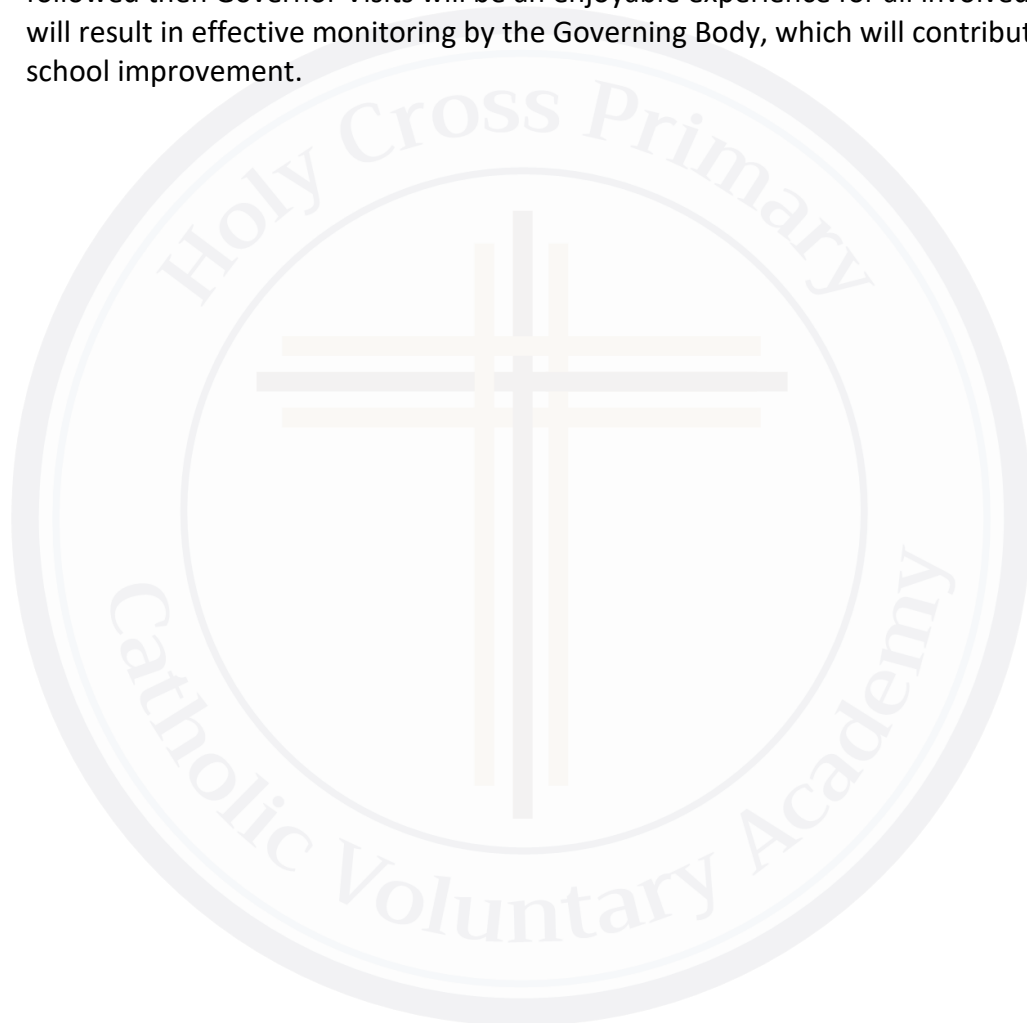 followed then Governor Visits will be an enjoyable experience for all involved
will result in effective monitoring by the Governing Body, which will contribut
school improvement.
Holy Cross Primary
Catholic Voluntary Academy